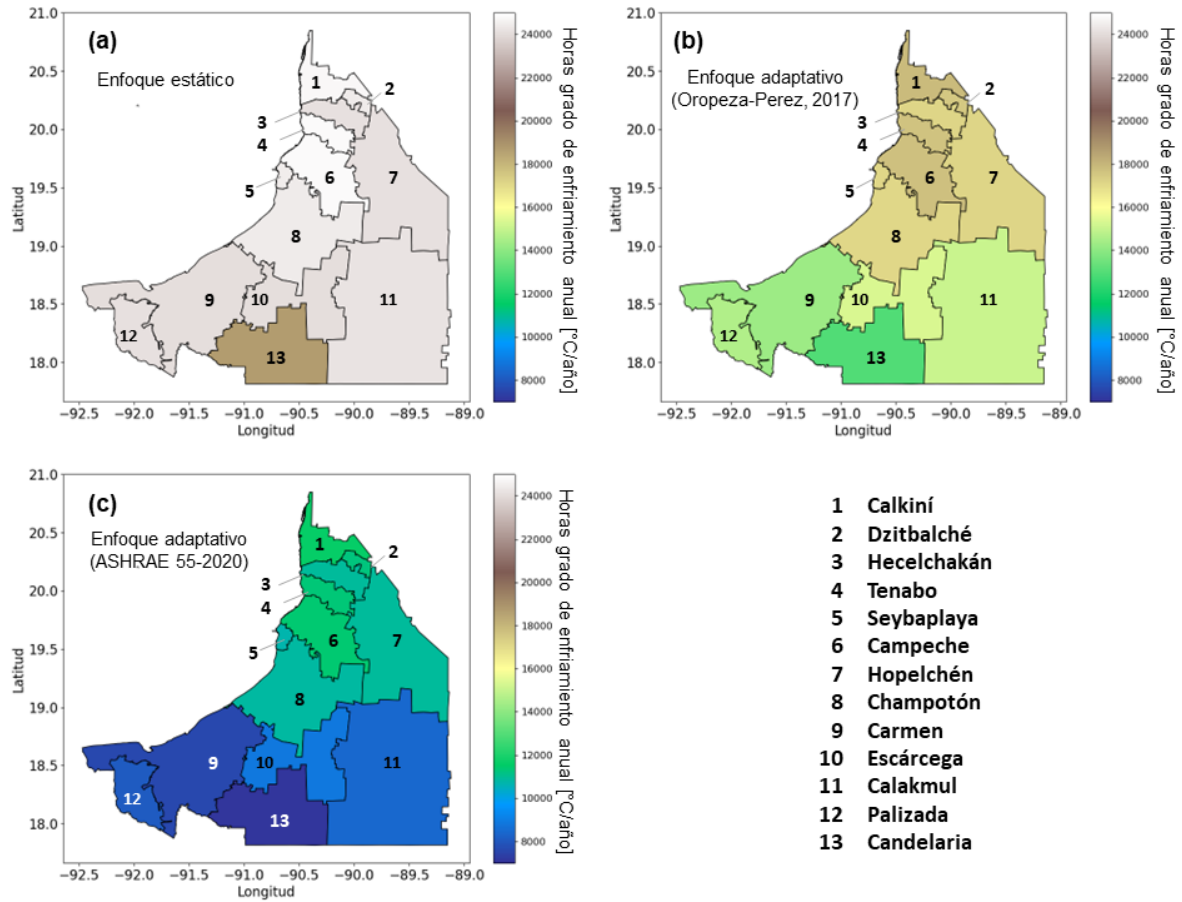 (a)
Enfoque estático
21.0
20.5
20.0
19.5
19.0
18.5
18.0
Latitud
−92.5 −92.0 −91.5 −91.0 −90.5 −90.0 −89.5 −89.0
Longitud
1
2
3
4
5
6
7
8
9
10
11
12
13
24000
22000
20000
18000
16000
14000
12000
10000
8000
Horas grado de enfriamiento anual [°C/año]
(b)
Enfoque adaptativo
(Oropeza-Perez, 2017)
21.0
20.5
20.0
19.5
19.0
18.5
18.0
Latitud
−92.5 −92.0 −91.5 −91.0 −90.5 −90.0 −89.5 −89.0
Longitud
1
2
3
4
5
6
7
8
9
10
11
12
13
24000
22000
20000
18000
16000
14000
12000
10000
8000
Horas grado de enfriamiento anual [°C/año]
(c)
Enfoque adaptativo
(ASHRAE 55-2020)
21.0
20.5
20.0
19.5
19.0
18.5
18.0
Latitud
−92.5 −92.0 −91.5 −91.0 −90.5 −90.0 −89.5 −89.0
Longitud
1
2
3
4
5
6
7
8
9
10
11
12
13
24000
22000
20000
18000
16000
14000
12000
10000
8000
Horas grado de enfriamiento anual [°C/año]
1 Calkiní
2 Dzitbalché
3 Hecelchakán
4 Tenabo
5 Seybaplaya
6 Campeche
7 Hopelchén
8 Champotón
9 Carmen
10 Escárcega
11 Calakmul
12 Palizada
13 Candelaria